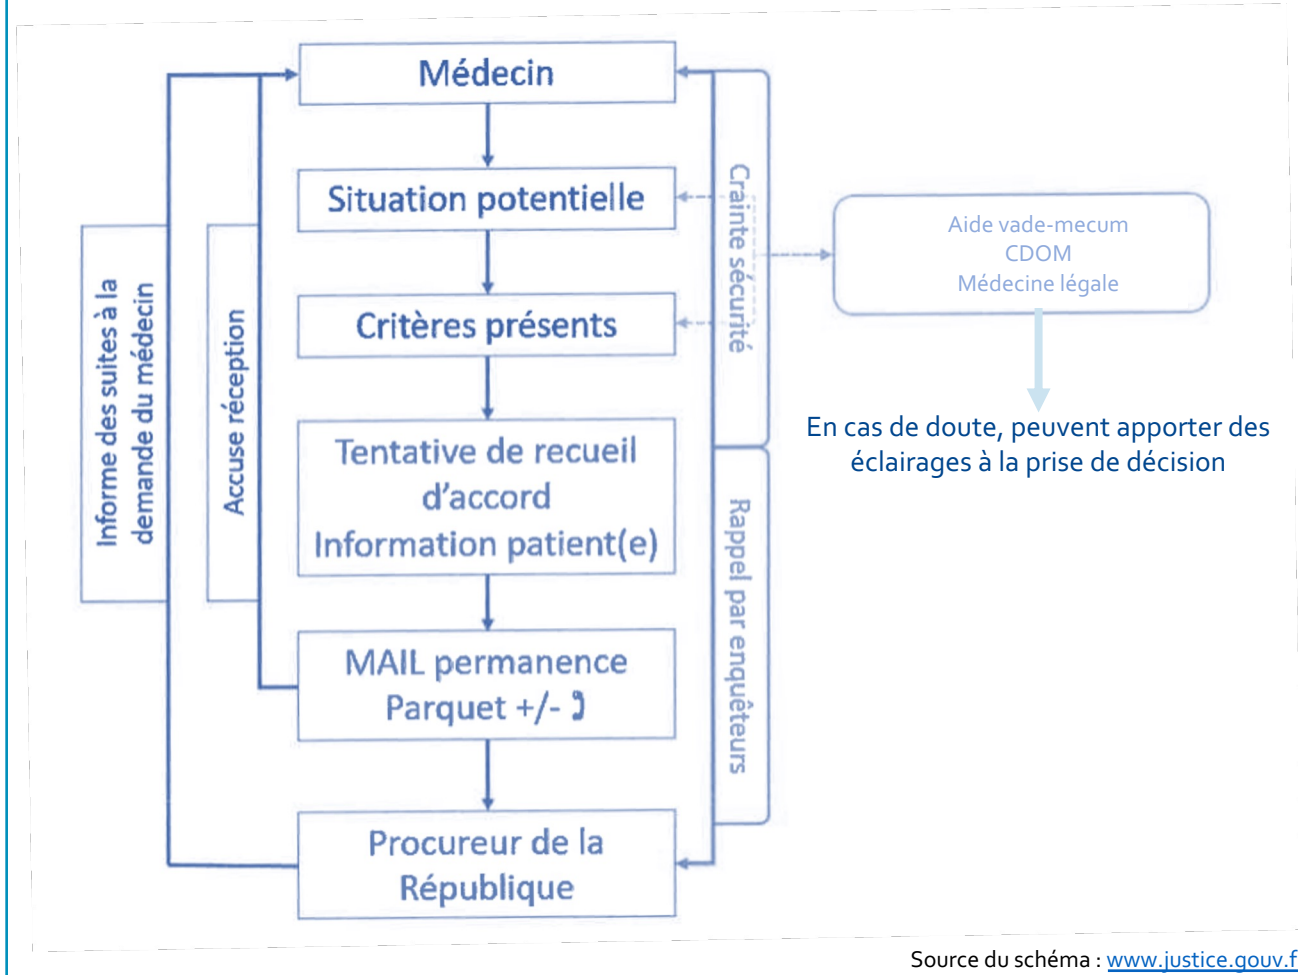 Médecin
Situation potentielle
Critères présents
Tentative de recueil
d'accord
Information patient(e)
MAIL permanence
Parquet +/-
Procureur de la
République
Informe des suites à la
demande du médecin
Accuse réception
Crainte sécurité
Rappel par enquêteurs
Aide vade-mecum
CDOM
Médecine légale
En cas de doute, peuvent apporter des
éclairages à la prise de décision
Source du schéma : www.justice.gouv.f